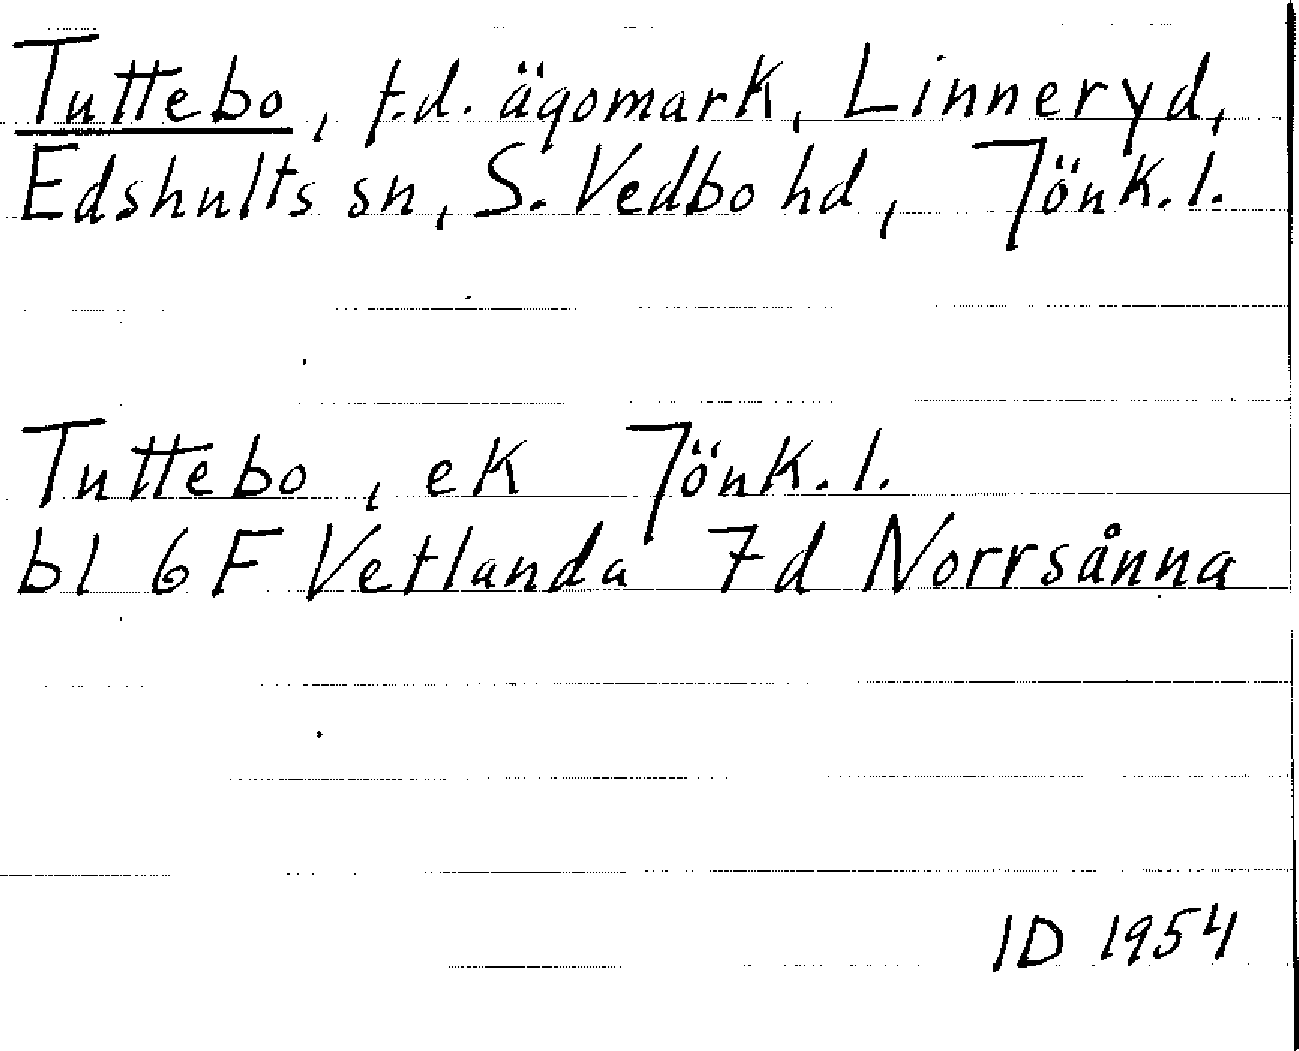 Tuttebo, f.d. ägomark, Linneryd,
Edshults sn, S. Vedbo hd, Jönk.l.
Tuttebo, ek Jönk.l.
bl 6F Vetlanda 7d Norrsånna
ID 1954